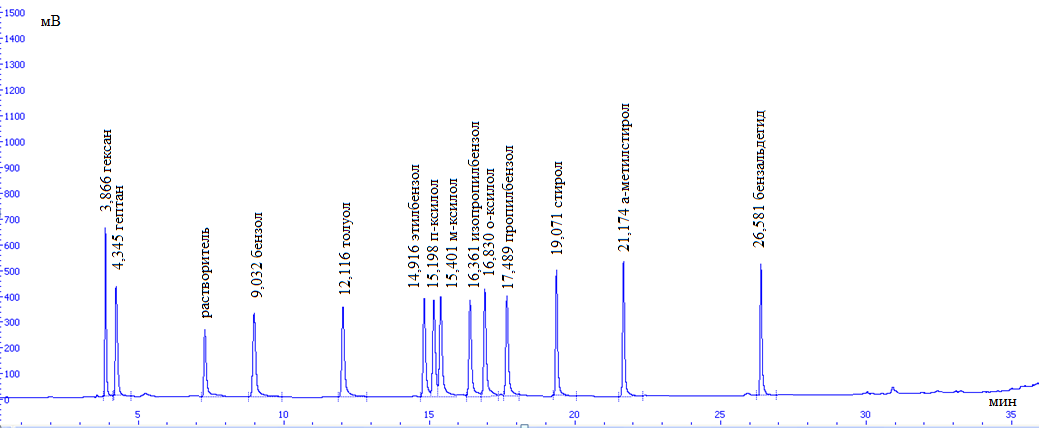 1500
мВ
1400
1300
1200
1100
1000
900
800
700
600
500
400
300
200
100
0
3,866 гексан
4,345 гептан
растворитель
9,032 бензол
12,116 толуол
14,916 этилбензол
15,198 п-ксилол
15,401 м-ксилол
16,361 изопропилбензол
16,830 о-ксилол
17,489 пропилбензол
19,071 стирол
21,174 а-метилстирол
26,581 бензальдегид
мин
5
10
15
20
25
30
35